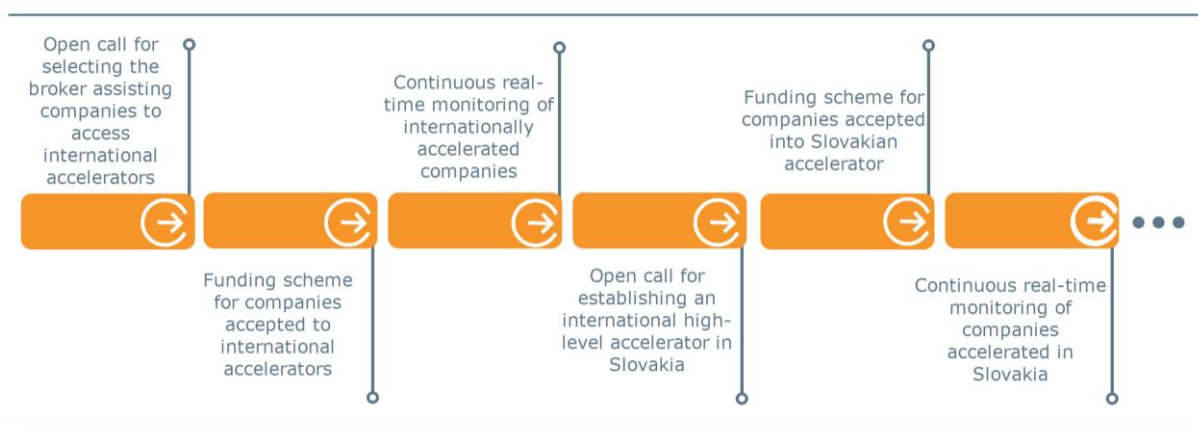 Open call for
selecting the
broker assisting
companies to
access
international
accelerators
Funding scheme
for companies
accepted to
international
accelerators
Continuous real-
time monitoring of
internationally
accelerated
companies
Open call for
establishing an
international high-
level accelerator in
Slovakia
Funding scheme for
companies accepted
into Slovakian
accelerator
Continuous real-time
monitoring of
companies
accelerated in
Slovakia